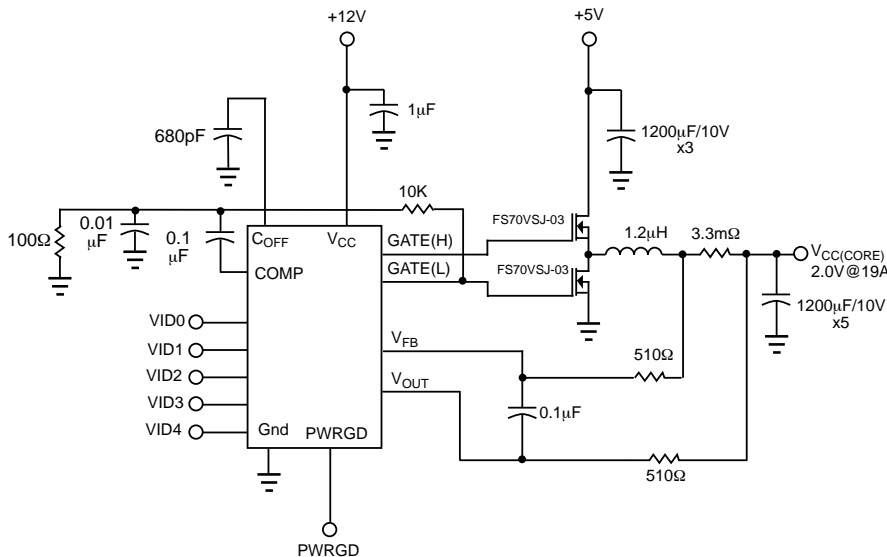 +12V
+5V
1μF
680pF
1200μF/10V
x3
10K
0.01
μF
0.1
μF
100Ω
COFF
VCC
COMP
GATE(H)
GATE(L)
FS70VSJ-03
FS70VSJ-03
1.2μH
3.3mΩ
VCC(CORE)
2.0V@19A
1200μF/10V
x5
VID0
VID1
VID2
VID3
VID4
VFB
VOUT
510Ω
0.1μF
510Ω
Gnd
PWRGD
PWRGD